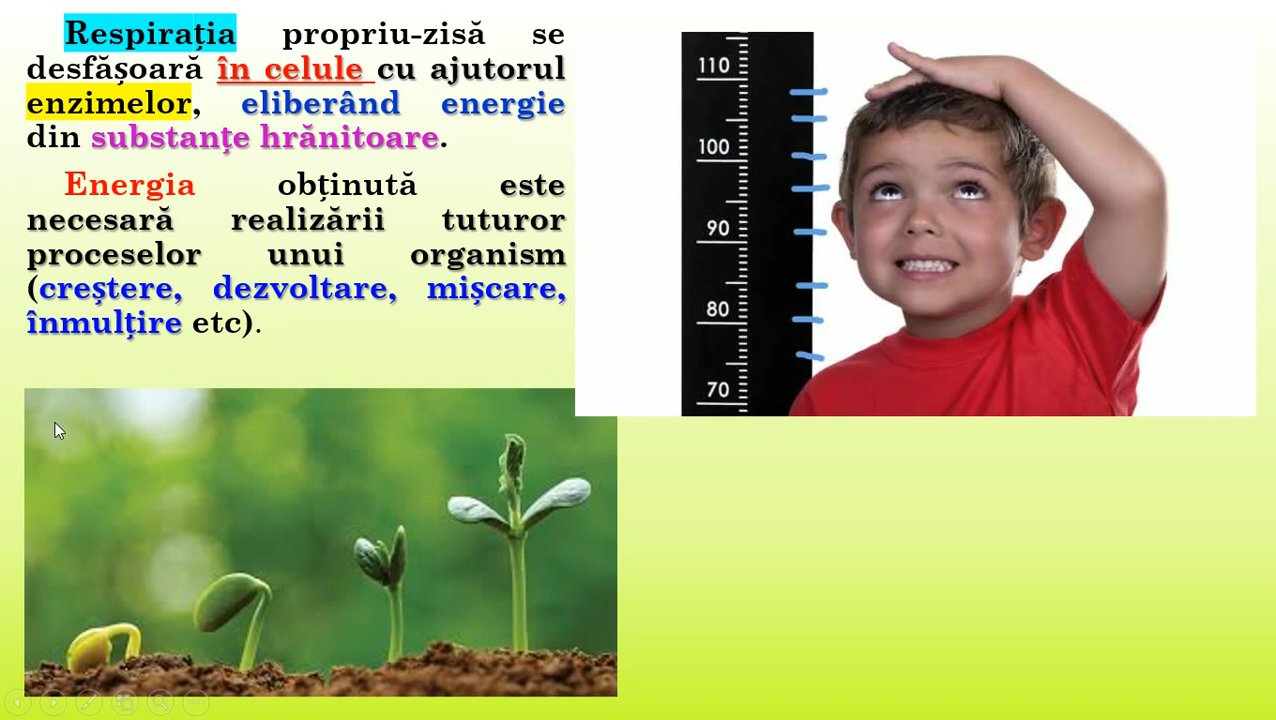 Respirația propriu-zisă se
desfășoară în celule cu ajutorul
enzimelor, eliberând energie
din substanțe hrănitoare.
Energia obținută este
necesară realizării tuturor
proceselor unui organism
(creștere, dezvoltare, mișcare,
înmulțire etc).
110
100
90
80
70